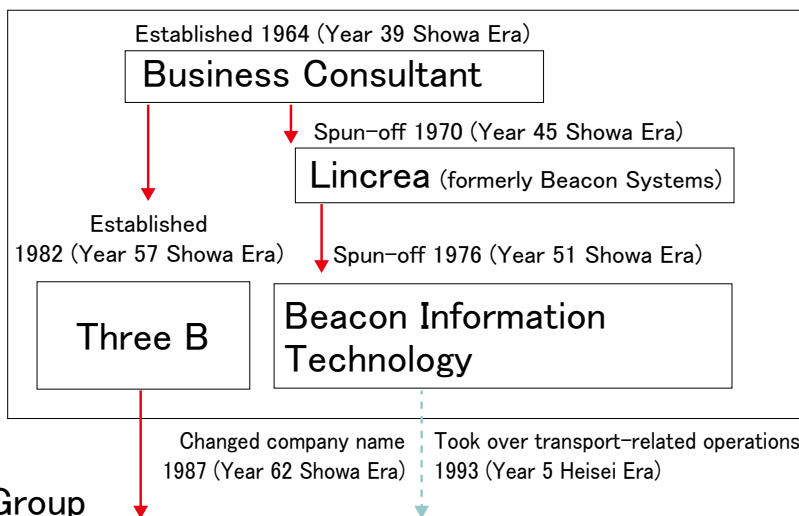 Established 1964 (Year 39 Showa Era)
Business Consultant
Spun-off 1970 (Year 45 Showa Era)
Lincrea (formerly Beacon Systems)
Established
1982 (Year 57 Showa Era)
Spun-off 1976 (Year 51 Showa Era)
Three B
Beacon Information
Technology
Changed company name
1987 (Year 62 Showa Era)
Took over transport-related operations
1993 (Year 5 Heisei Era)
Group